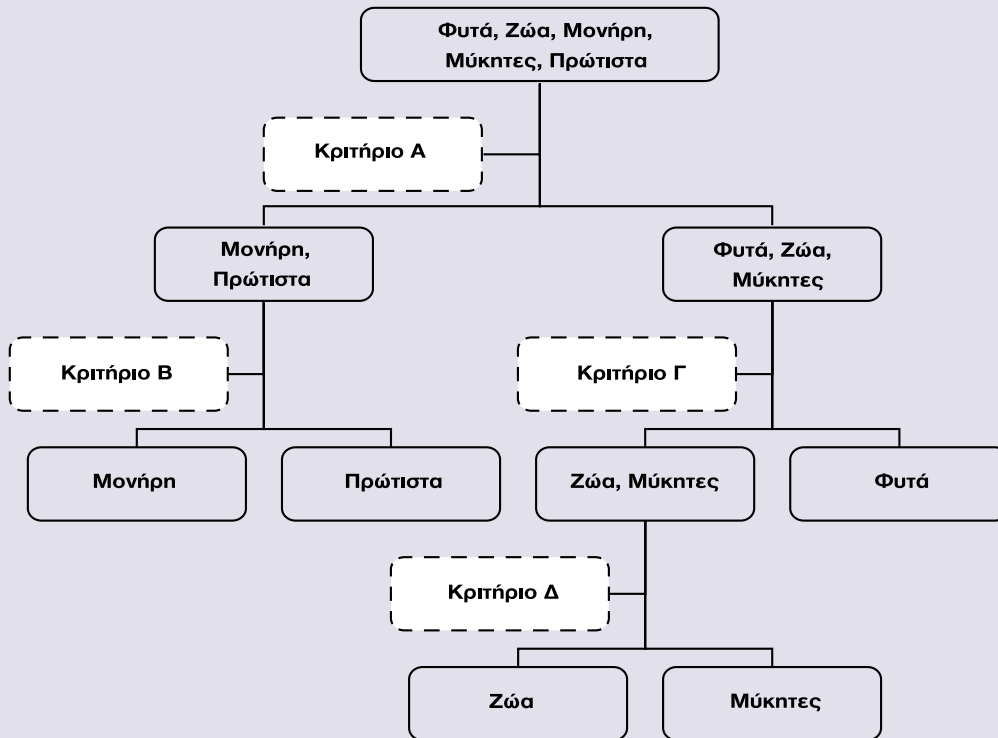 Φυτά, Ζώα, Μονήρη,
Μύκητες, Πρώτιστα
Κριτήριο Α
Μονήρη,
Πρώτιστα
Φυτά, Ζώα,
Μύκητες
Κριτήριο Β
Κριτήριο Γ
Μονήρη
Πρώτιστα
Ζώα, Μύκητες
Φυτά
Κριτήριο Δ
Ζώα
Μύκητες